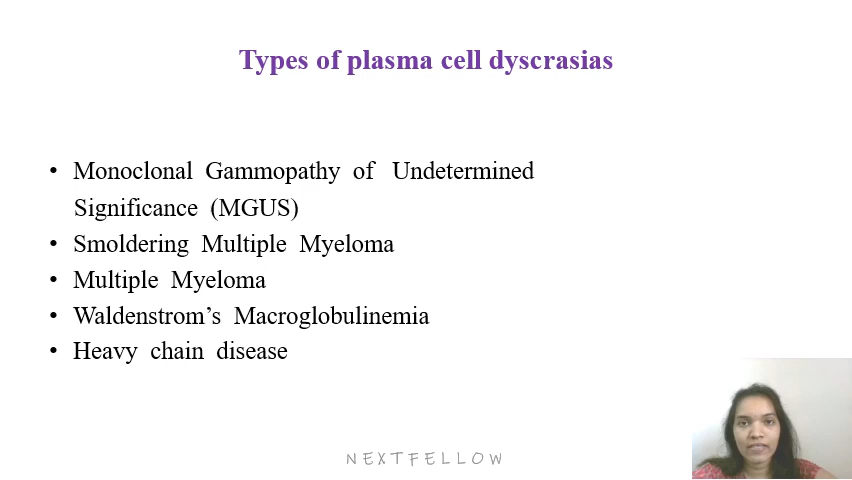 Types of plasma cell dyscrasias
• Monoclonal Gammopathy of Undetermined
Significance (MGUS)
• Smoldering Multiple Myeloma
• Multiple Myeloma
• Waldenstrom’s Macroglobulinemia
• Heavy chain disease
NEXTFELLOW